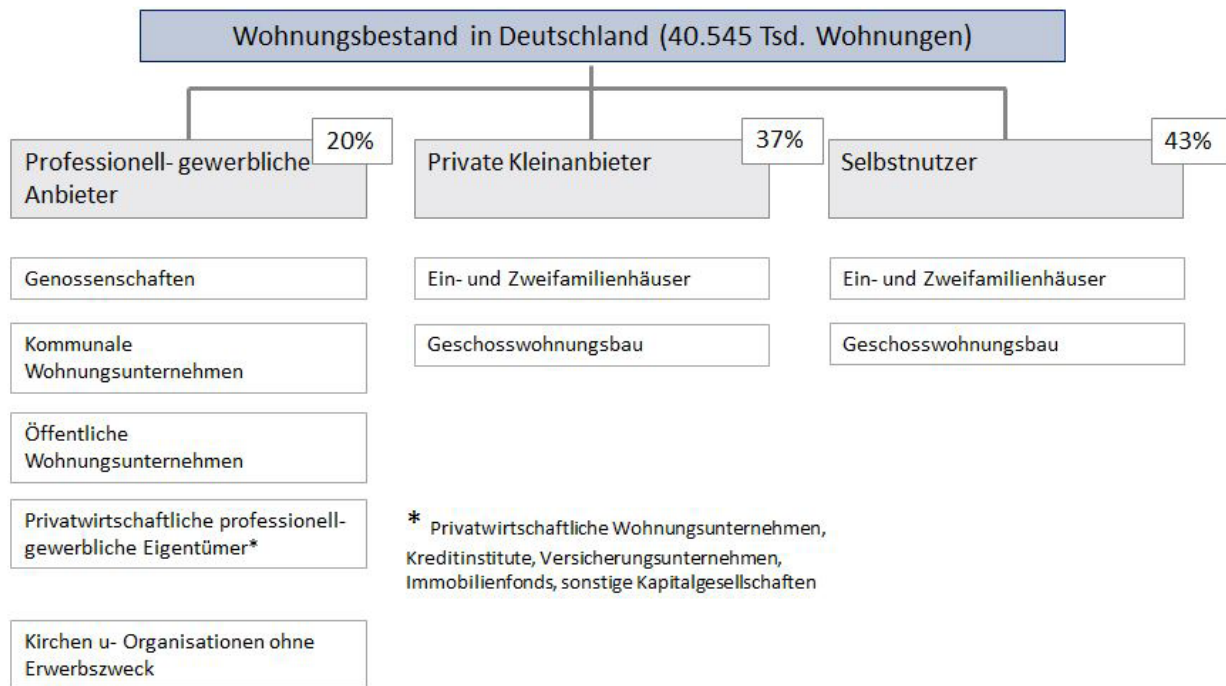 Wohnungsbestand in Deutschland (40.545 Tsd. Wohnungen)
20%
Professionell- gewerbliche
Anbieter
37%
Private Kleinanbieter
43%
Selbstnutzer
Genossenschaften
Kommunale
Wohnungsunternehmen
Öffentliche
Wohnungsunternehmen
Privatwirtschaftliche professionell-
gewerbliche Eigentümer*
Kirchen u- Organisationen ohne
Erwerbszweck
Ein- und Zweifamilienhäuser
Geschosswohnungsbau
* Privatwirtschaftliche Wohnungsunternehmen,
Kreditinstitute, Versicherungsunternehmen,
Immobilienfonds, sonstige Kapitalgesellschaften
Ein- und Zweifamilienhäuser
Geschosswohnungsbau